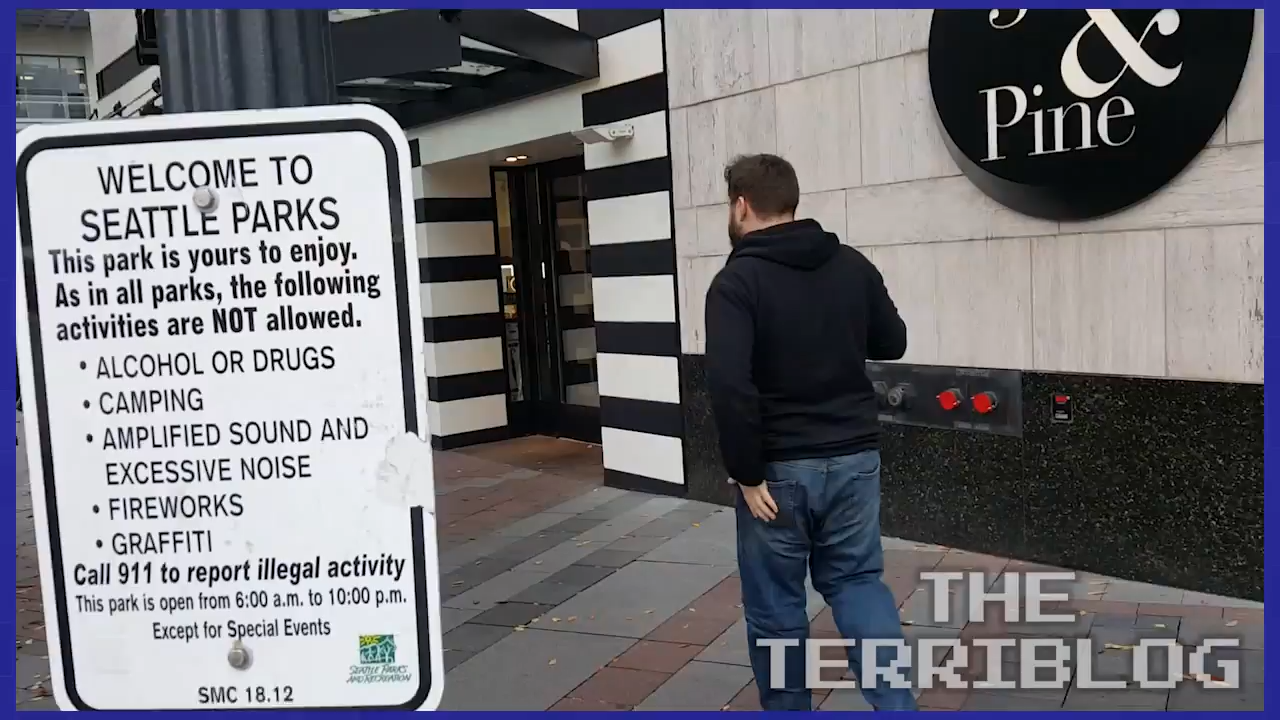 WELCOME TO
SEATTLE PARKS
This park is yours to enjoy.
As in all parks, the following
activities are NOT allowed.
• ALCOHOL OR DRUGS
• CAMPING
• AMPLIFIED SOUND AND
EXCESSIVE NOISE
• FIREWORKS
• GRAFFITI
Call 911 to report illegal activity
This park is open from 6:00 a.m. to 10:00 p.m.
Except for Special Events
SEATTLE PARKS
AND RECREATION
SMC 18.12
&
Pine
THE
TERRIBLOG